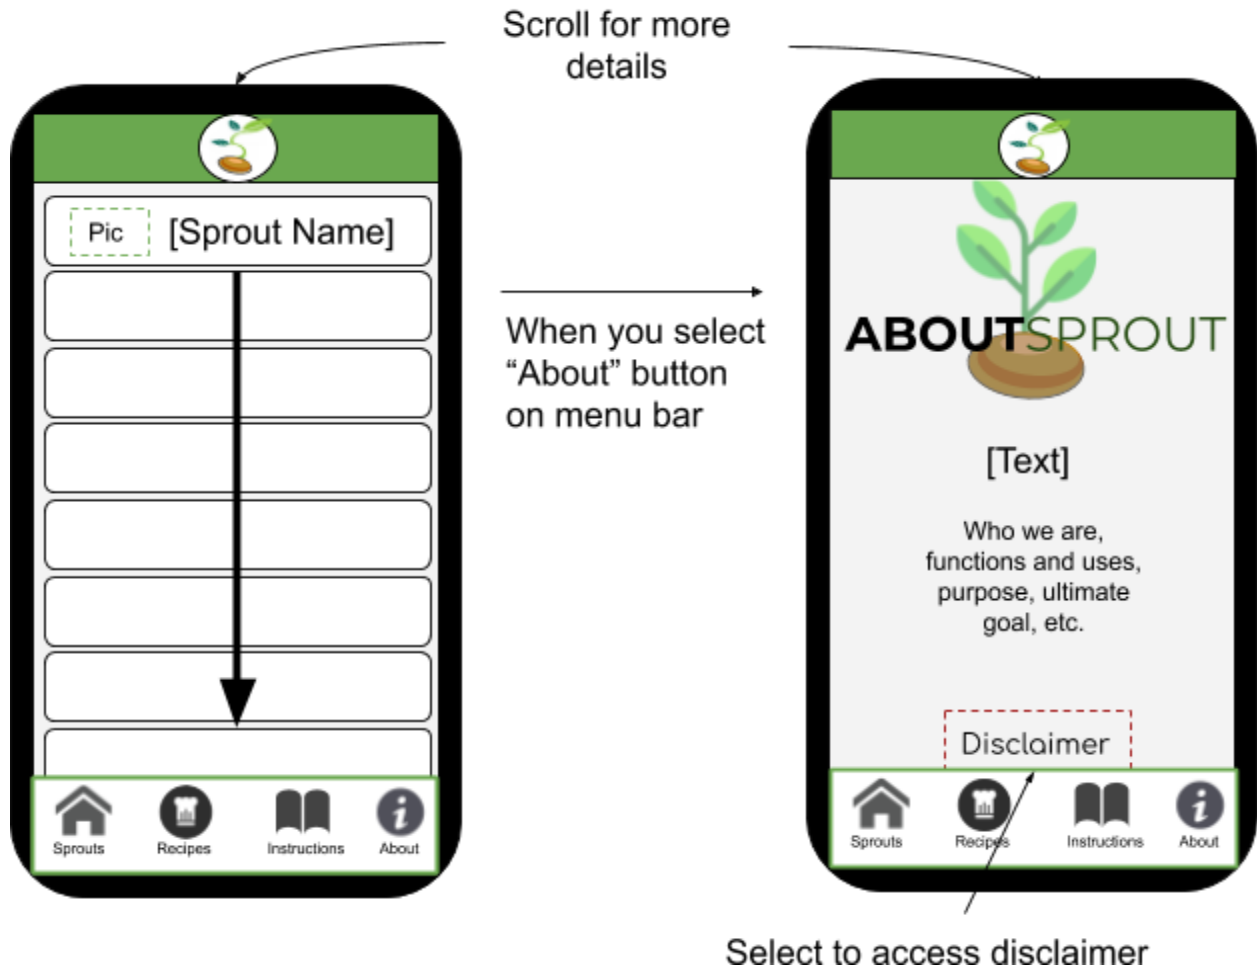 Scroll for more
details
Pic
[Sprout Name]
Sprouts
Recipes
Instructions
About
When you select
“About” button
on menu bar
ABOUTSPROUT
[Text]
Who we are,
functions and uses,
purpose, ultimate
goal, etc.
Disclaimer
Sprouts
Recipes
Instructions
About
Select to access disclaimer